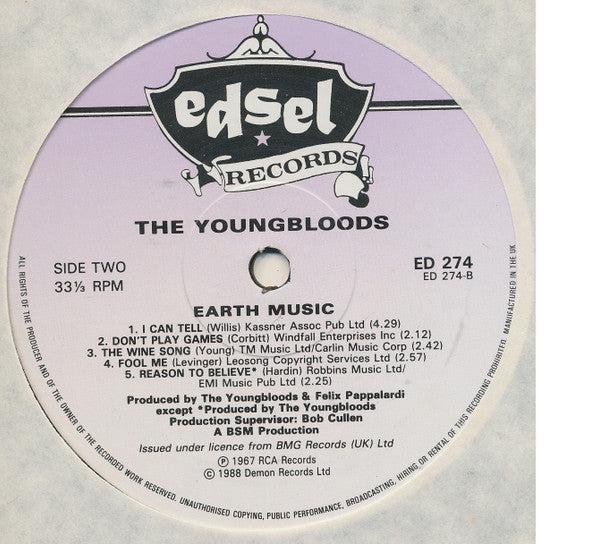 edsel
RECORDS
THE YOUNGBLOODS
SIDE TWO
33⅓ RPM
ED 274
ED 274-B
EARTH MUSIC
1. I CAN TELL (Willis) Kassner Assoc Pub Ltd (4.29)
2. DON'T PLAY GAMES (Corbitt) Windfall Enterprises Inc (2.12)
3. THE WINE SONG (Young) TM Music Ltd/Carlin Music Corp (2.42)
4. FOOL ME (Levinger) Leosong Copyright Services Ltd (2.57)
5. REASON TO BELIEVE* (Hardin) Robbins Music Ltd/
EMI Music Pub Ltd (2.25)
Produced by The Youngbloods & Felix Pappalardi
except *Produced by The Youngbloods
Production Supervisor: Bob Cullen
A BSM Production
Issued under licence from BMG Records (UK) Ltd
Ⓟ 1967 RCA Records
© 1988 Demon Records Ltd
ALL RIGHTS OF THE PRODUCER AND OF THE OWNER OF THE RECORDED WORK RESERVED. UNAUTHORISED COPYING, PUBLIC PERFORMANCE, BROADCASTING, HIRING OR RENTAL OF THIS RECORDING PROHIBITED. MANUFACTURED IN THE UK